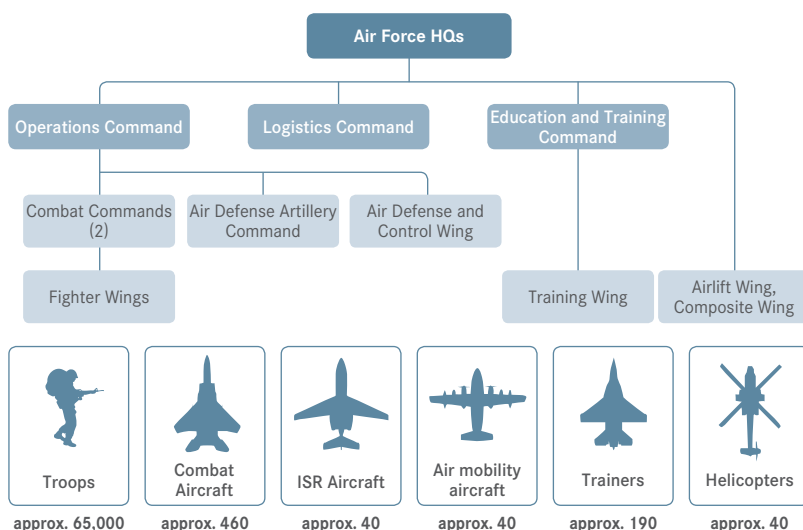 Air Force HQs
Operations Command
Logistics Command
Education and Training
Command
Combat Commands
(2)
Air Defense Artillery
Command
Air Defense and
Control Wing
Fighter Wings
Training Wing
Airlift Wing,
Composite Wing
Troops
Combat
Aircraft
ISR Aircraft
Air mobility
aircraft
Trainers
Helicopters
approx. 65,000
approx. 460
approx. 40
approx. 40
approx. 190
approx. 40